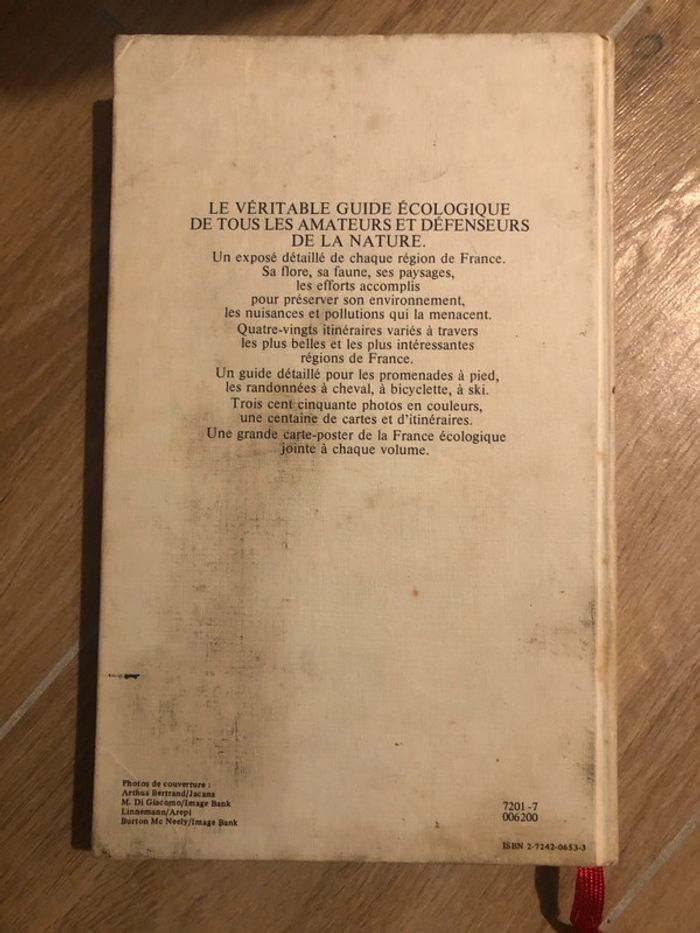 LE VÉRITABLE GUIDE ÉCOLOGIQUE
DE TOUS LES AMATEURS ET DÉFENSEURS
DE LA NATURE.
Un exposé détaillé de chaque région de France.
Sa flore, sa faune, ses paysages,
les efforts accomplis
pour préserver son environnement,
les nuisances et pollutions qui la menacent.
Quatre-vingts itinéraires variés à travers
les plus belles et les plus intéressantes
régions de France.
Un guide détaillé pour les promenades à pied,
les randonnées à cheval, à bicyclette, à ski.
Trois cent cinquante photos en couleurs,
une centaine de cartes et d'itinéraires.
Une grande carte-poster de la France écologique
jointe à chaque volume.
Photos de couverture :
Arthus Bertrand/Jacana
M. Di Giacomo/Image Bank
Linnemann/Arepi
Burton Mc Neely/Image Bank
7201-7
006200
ISBN 2-7242-0653-3